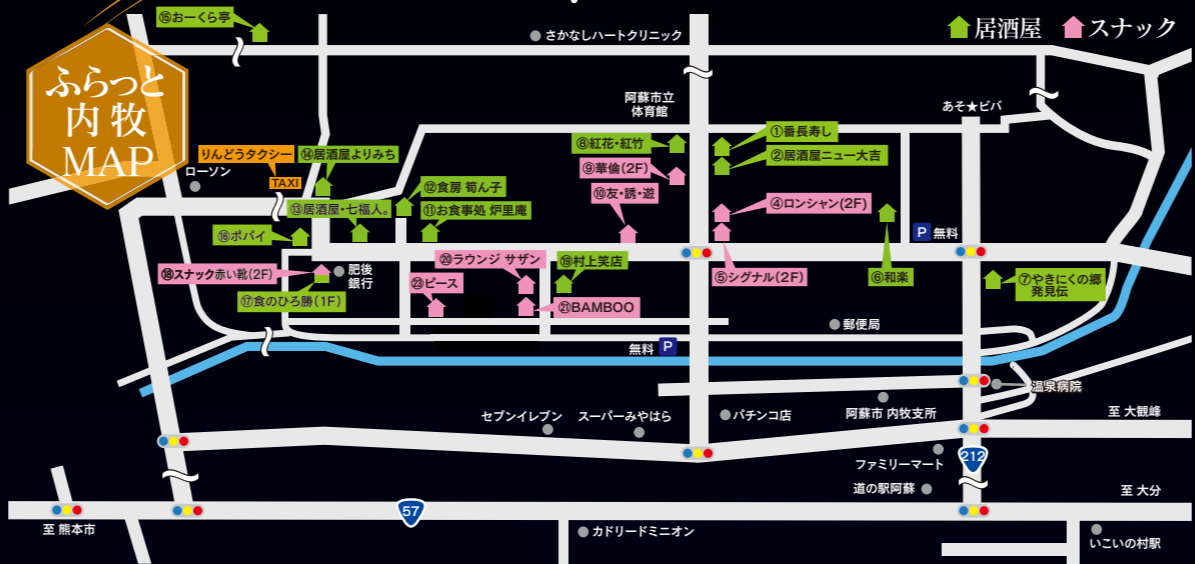 ⑮おーくら亭
さかなしハートクリニック
居酒屋
スナック
ふらっと
内牧
MAP
阿蘇市立
体育館
あそ★ビバ
①番長寿し
⑧紅花・紅竹
②居酒屋ニュー大吉
りんどうタクシー
⑭居酒屋よりみち
ローソン
TAXI
⑨華倫(2F)
⑫食房 筍ん子
⑩友・誘・遊
⑬居酒屋・七福人。
⑪お食事処 炉里庵
④ロンシャン(2F)
⑯ポパイ
P 無料
⑱スナック赤い靴(2F)
肥後
銀行
⑳ラウンジ サザン
⑲村上笑店
⑤シグナル(2F)
⑥和楽
⑦やきにくの郷
発見伝
⑰食のひろ勝(1F)
㉓ピース
㉑BAMBOO
郵便局
無料 P
温泉病院
セブンイレブン
スーパーみやはら
パチンコ店
阿蘇市 内牧支所
至 大観峰
ファミリーマート
212
道の駅阿蘇
至 大分
57
至 熊本市
カドリードミニオン
いこいの村駅